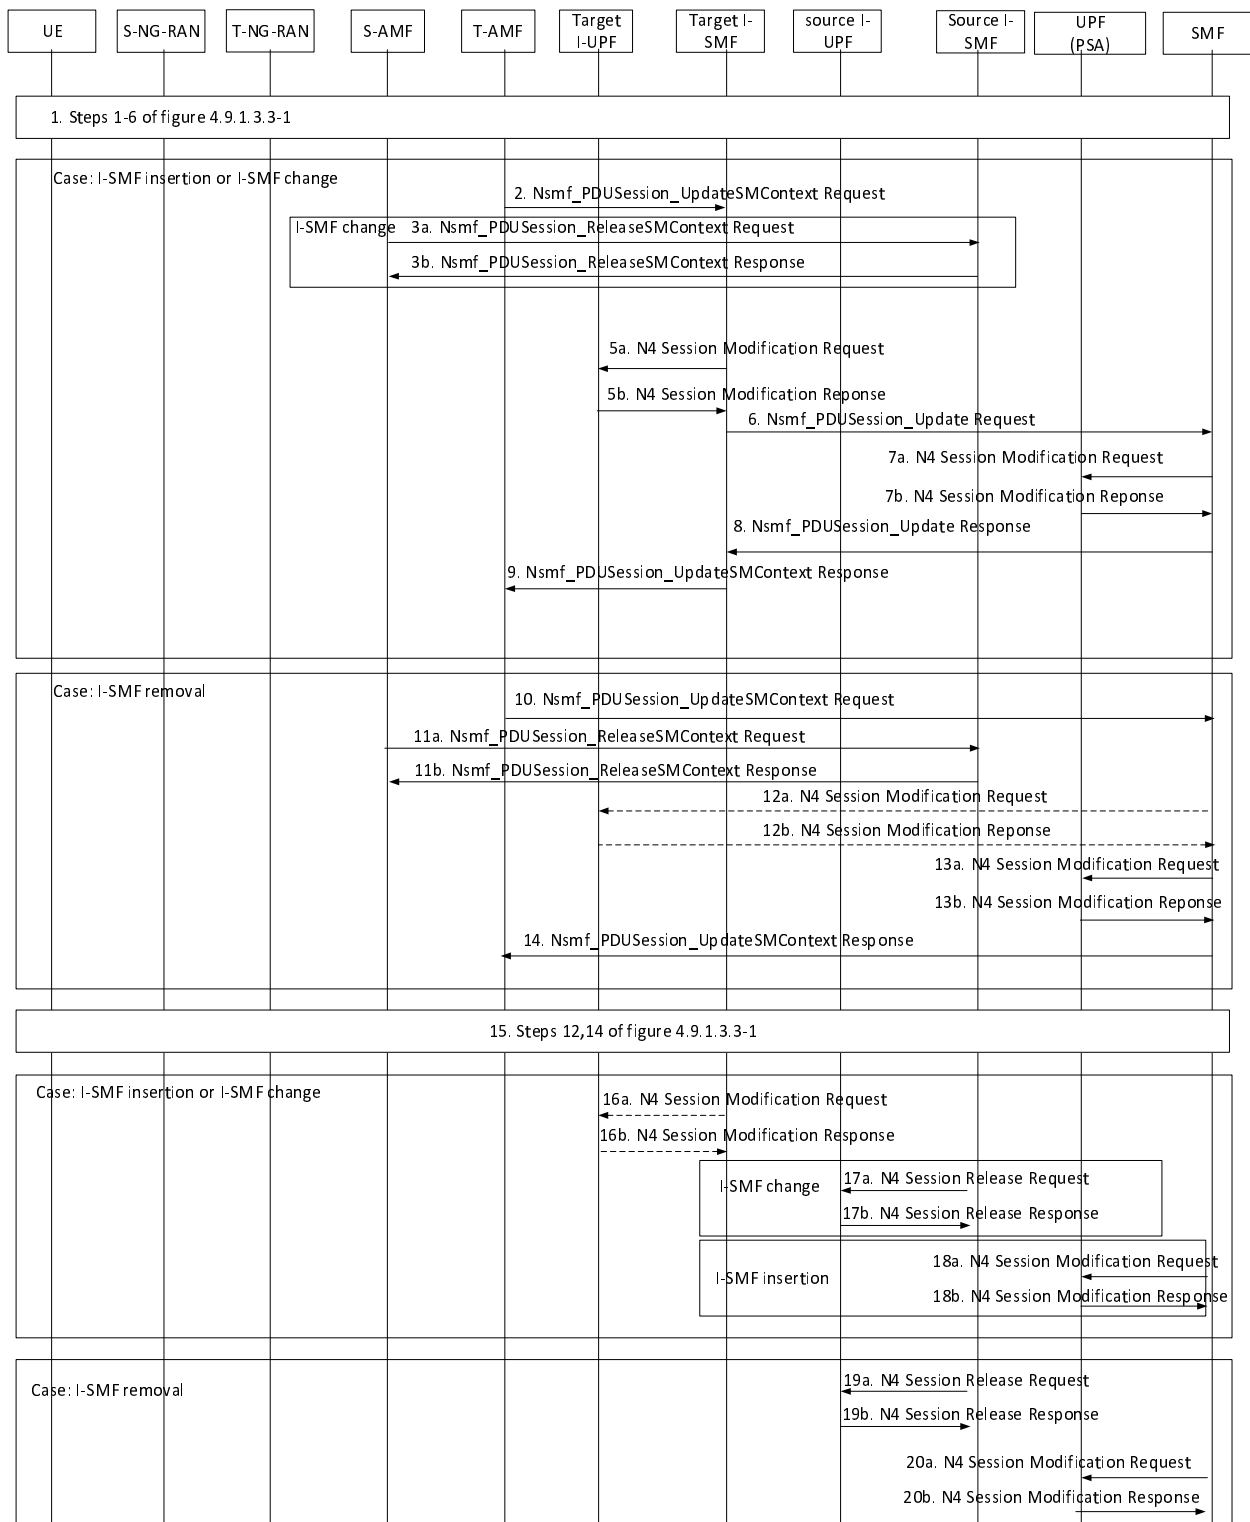 UE
S-NG-RAN
T-NG-RAN
S-AMF
T-AMF
Target
I-UPF
Target I-
SMF
source I-
UPF
Source I-
SMF
UPF
(PSA)
SMF
1. Steps 1-6 of figure 4.9.1.3.3-1
Case: I-SMF insertion or I-SMF change
2. Nsmf_PDUSession_UpdateSMContext Request
I-SMF change
3a. Nsmf_PDUSession_ReleaseSMContext Request
3b. Nsmf_PDUSession_ReleaseSMContext Response
5a. N4 Session Modification Request
5b. N4 Session Modification Reponse
6. Nsmf_PDUSession_Update Request
7a. N4 Session Modification Request
7b. N4 Session Modification Reponse
8. Nsmf_PDUSession_Update Response
9. Nsmf_PDUSession_UpdateSMContext Response
Case: I-SMF removal
10. Nsmf_PDUSession_UpdateSMContext Request
11a. Nsmf_PDUSession_ReleaseSMContext Request
11b. Nsmf_PDUSession_ReleaseSMContext Response
12a. N4 Session Modification Request
12b. N4 Session Modification Reponse
13a. N4 Session Modification Request
13b. N4 Session Modification Reponse
14. Nsmf_PDUSession_UpdateSMContext Response
15. Steps 12,14 of figure 4.9.1.3.3-1
Case: I-SMF insertion or I-SMF change
16a. N4 Session Modification Request
16b. N4 Session Modification Response
I-SMF change
17a. N4 Session Release Request
17b. N4 Session Release Response
I-SMF insertion
18a. N4 Session Modification Request
18b. N4 Session Modification Response
Case: I-SMF removal
19a. N4 Session Release Request
19b. N4 Session Release Response
20a. N4 Session Modification Request
20b. N4 Session Modification Response